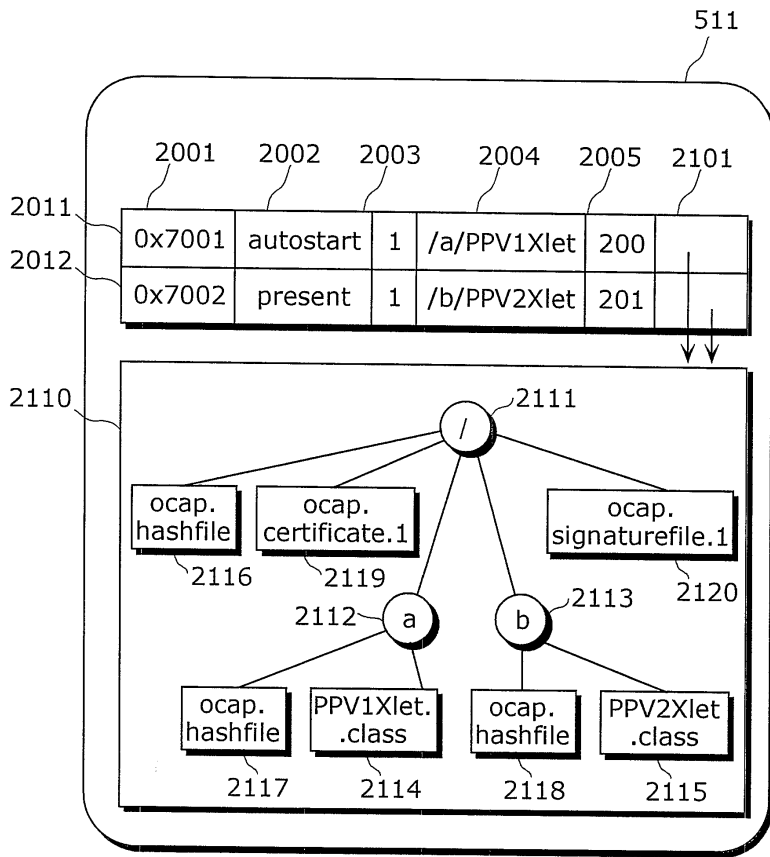 511
2001 2002 2003 2004 2005 2101
2011 0x7001 autostart 1 /a/PPV1Xlet 200
2012 0x7002 present 1 /b/PPV2Xlet 201
2110
/ 2111
ocap.
hashfile
2116
ocap.
certificate.1
2119
ocap.
signaturefile.1
2120
2112 a
b 2113
ocap.
hashfile
2117
PPV1Xlet.
.class
2114
ocap.
hashfile
2118
PPV2Xlet
.class
2115